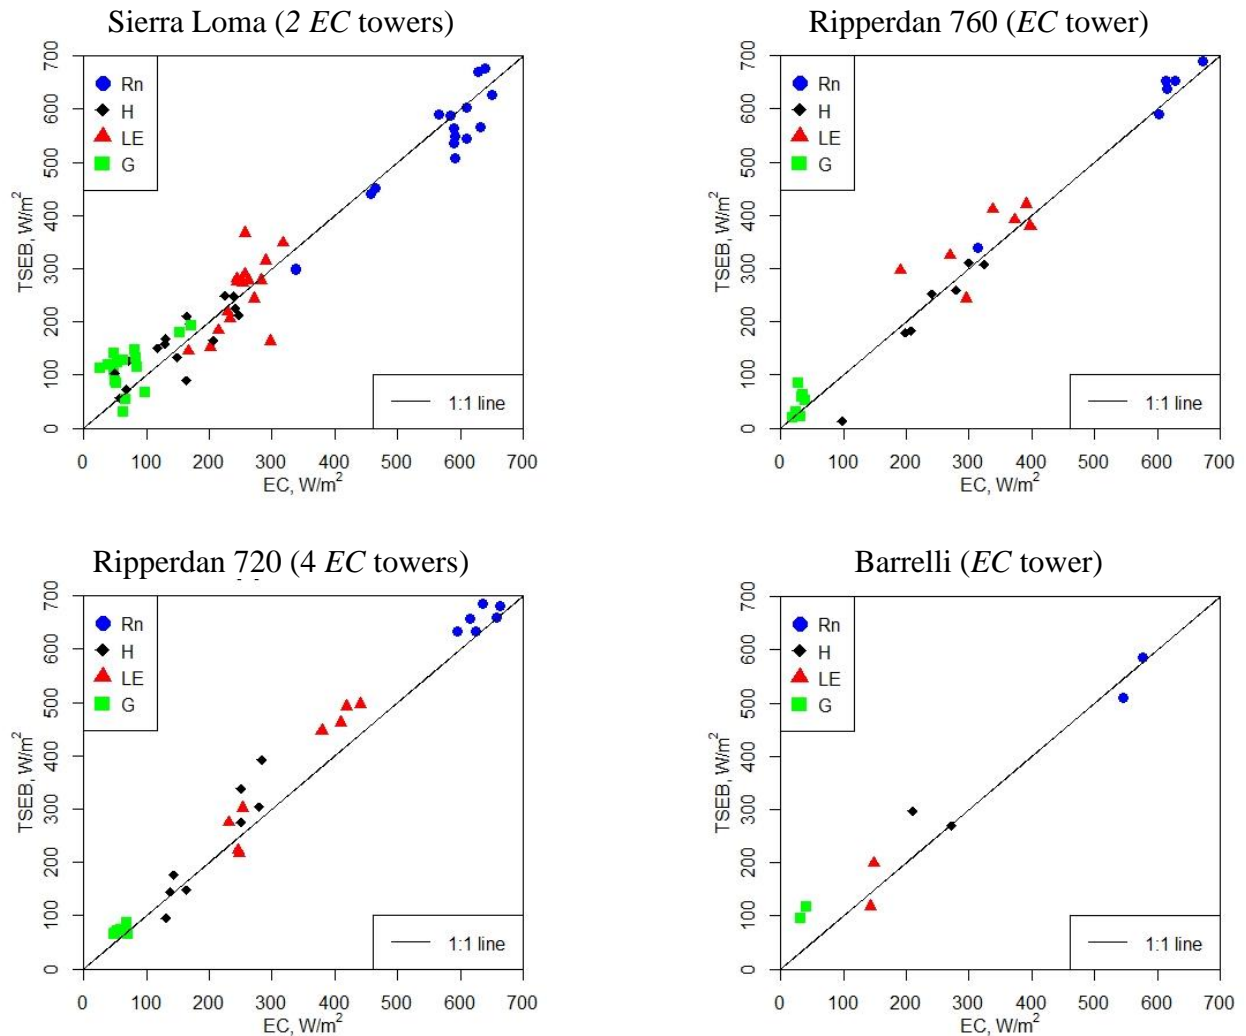 Sierra Loma (2 EC towers)
TSEB, W/m²
700
600
500
400
300
200
100
0
Rn
H
LE
G
1:1 line
0 100 200 300 400 500 600 700
EC, W/m²
Ripperdan 760 (EC tower)
TSEB, W/m²
700
600
500
400
300
200
100
0
Rn
H
LE
G
1:1 line
0 100 200 300 400 500 600 700
EC, W/m²
Ripperdan 720 (4 EC towers)
TSEB, W/m²
700
600
500
400
300
200
100
0
Rn
H
LE
G
1:1 line
0 100 200 300 400 500 600 700
EC, W/m²
Barrelli (EC tower)
TSEB, W/m²
700
600
500
400
300
200
100
0
Rn
H
LE
G
1:1 line
0 100 200 300 400 500 600 700
EC, W/m²